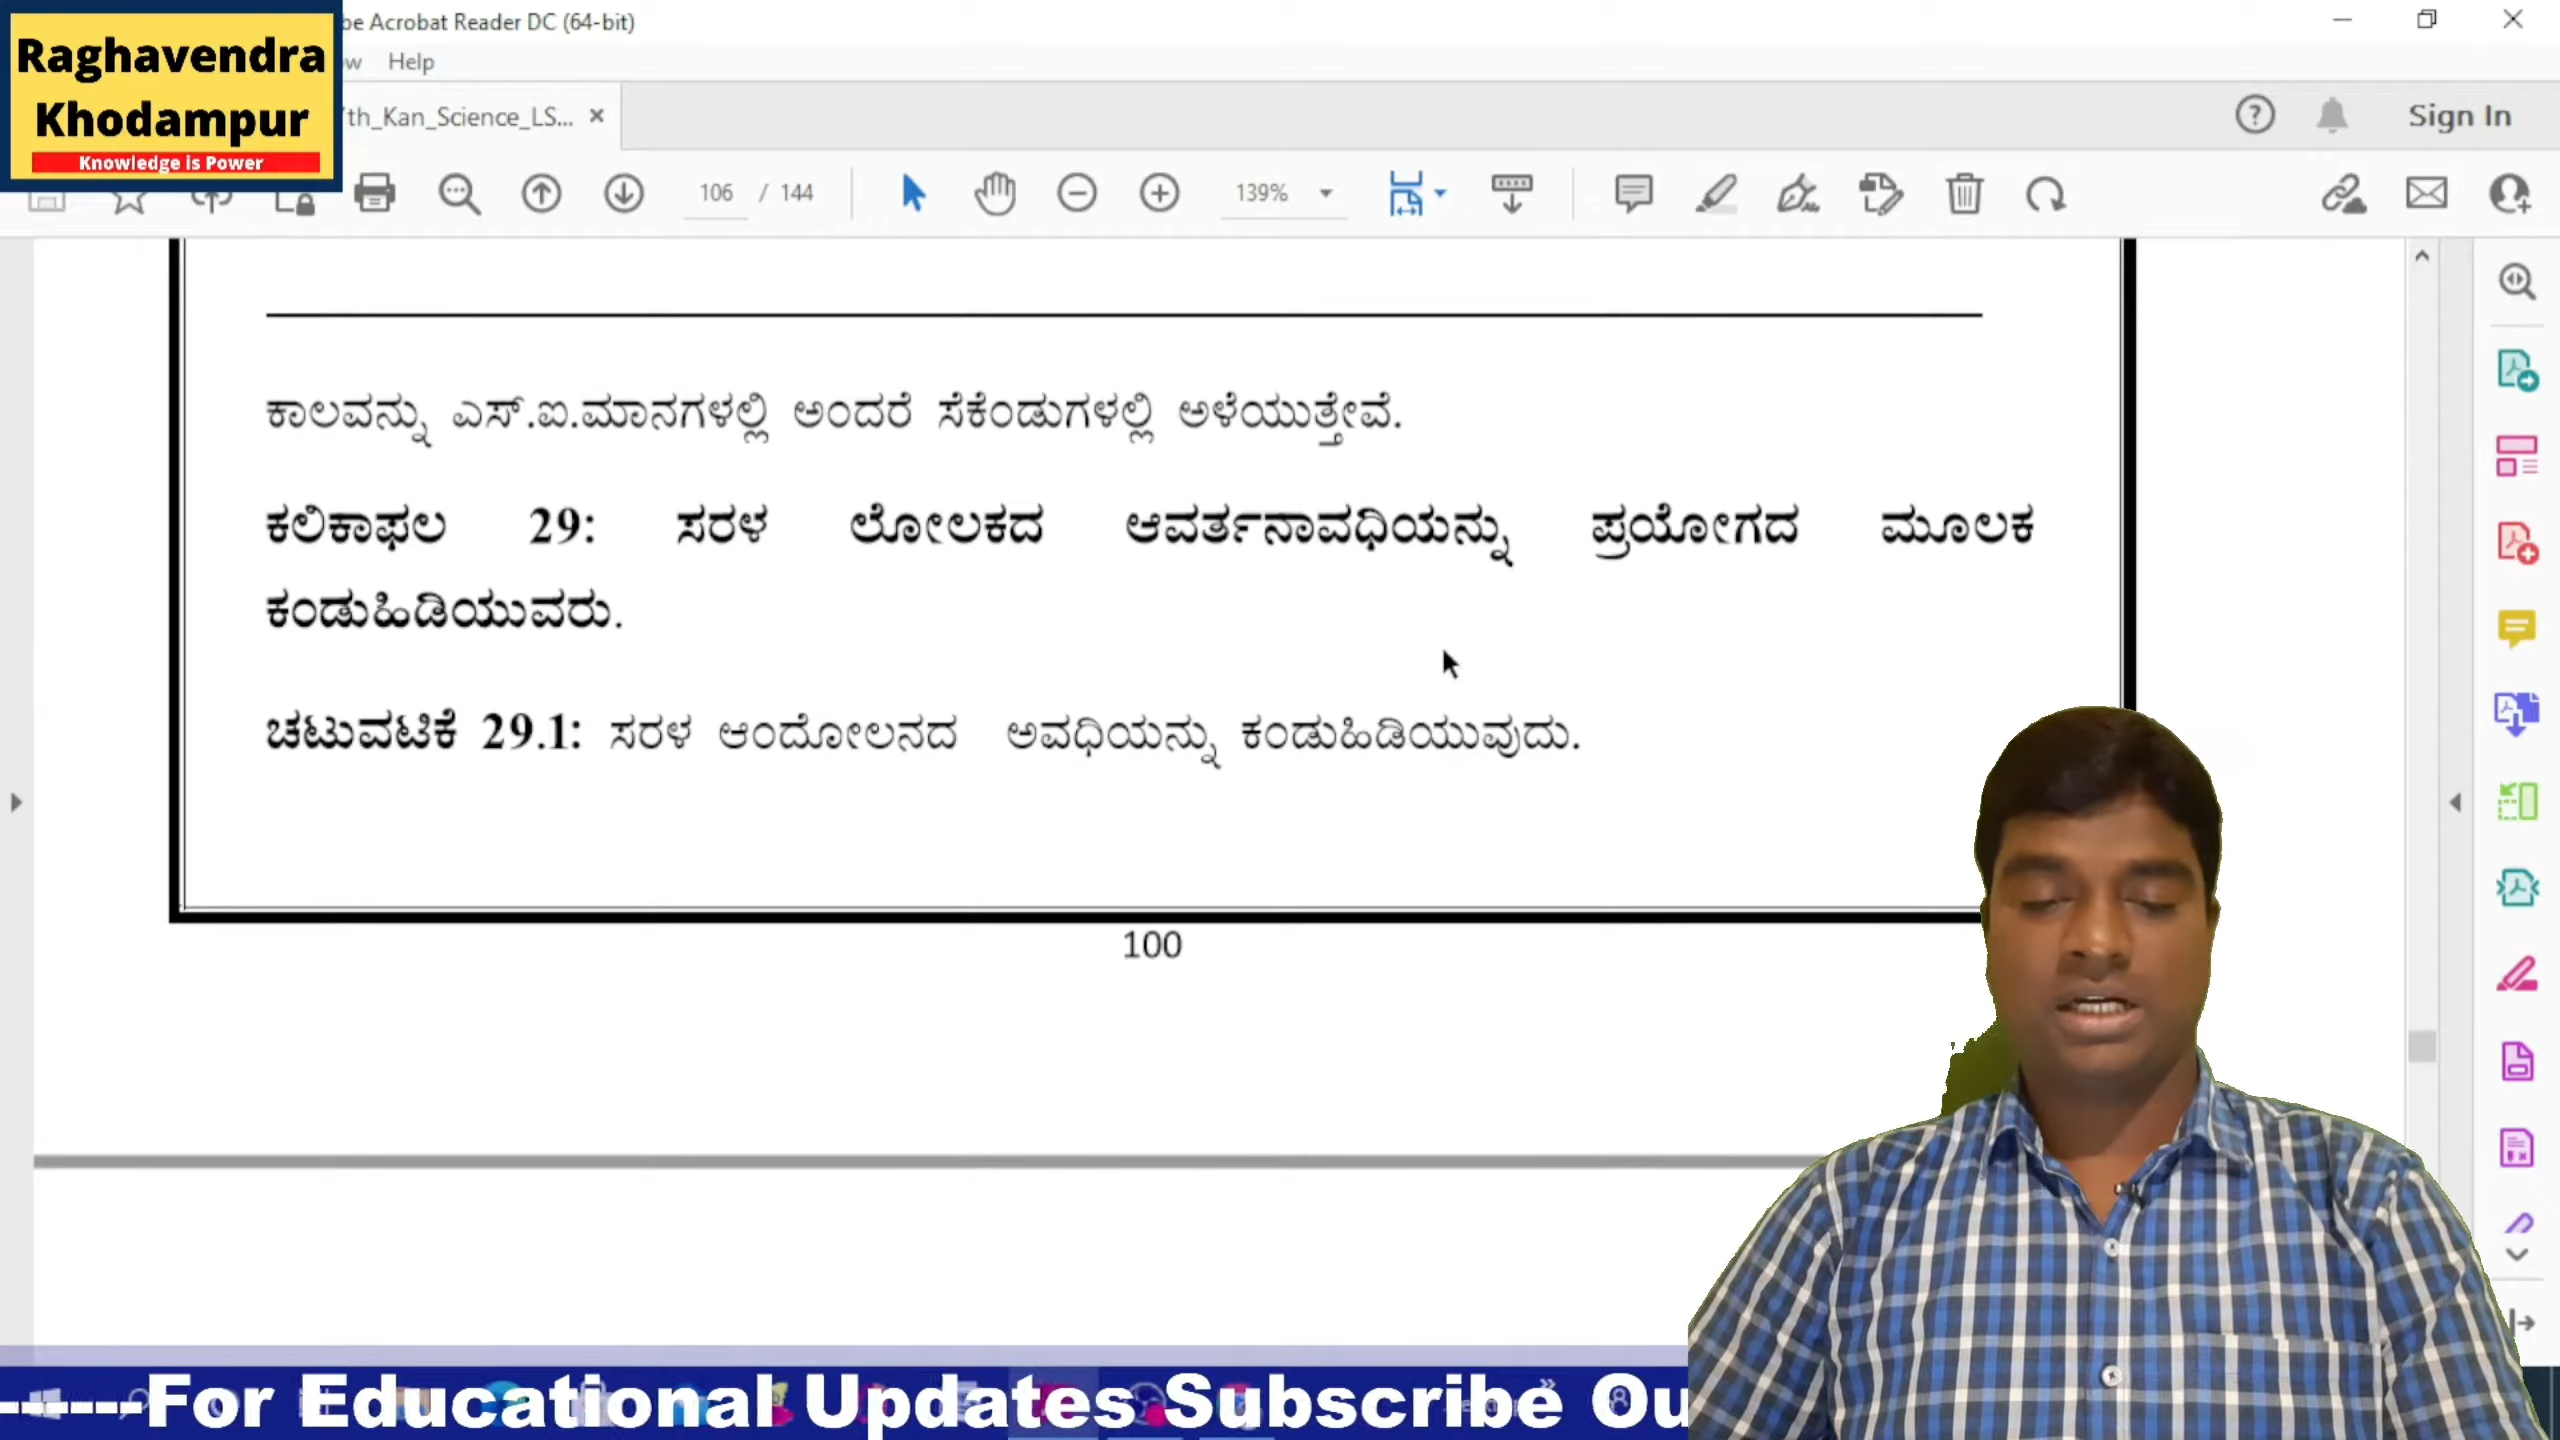 Raghavendra
Khodampur
Knowledge is Power
be Acrobat Reader DC (64-bit)
Help
7th_Kan_Science_LS...
Sign In
106 / 144
139%
ಕಾಲವನ್ನು ಎಸ್.ಐ.ಮಾನಗಳಲ್ಲಿ ಅಂದರೆ ಸೆಕೆಂಡುಗಳಲ್ಲಿ ಅಳೆಯುತ್ತೇವೆ.
ಕಲಿಕಾಫಲ 29: ಸರಳ ಲೋಲಕದ ಆವರ್ತನಾವಧಿಯನ್ನು ಪ್ರಯೋಗದ ಮೂಲಕ
ಕಂಡುಹಿಡಿಯುವರು.
ಚಟುವಟಿಕೆ 29.1: ಸರಳ ಆಂದೋಲನದ ಅವಧಿಯನ್ನು ಕಂಡುಹಿಡಿಯುವುದು.
100
------For Educational Updates Subscribe Ou